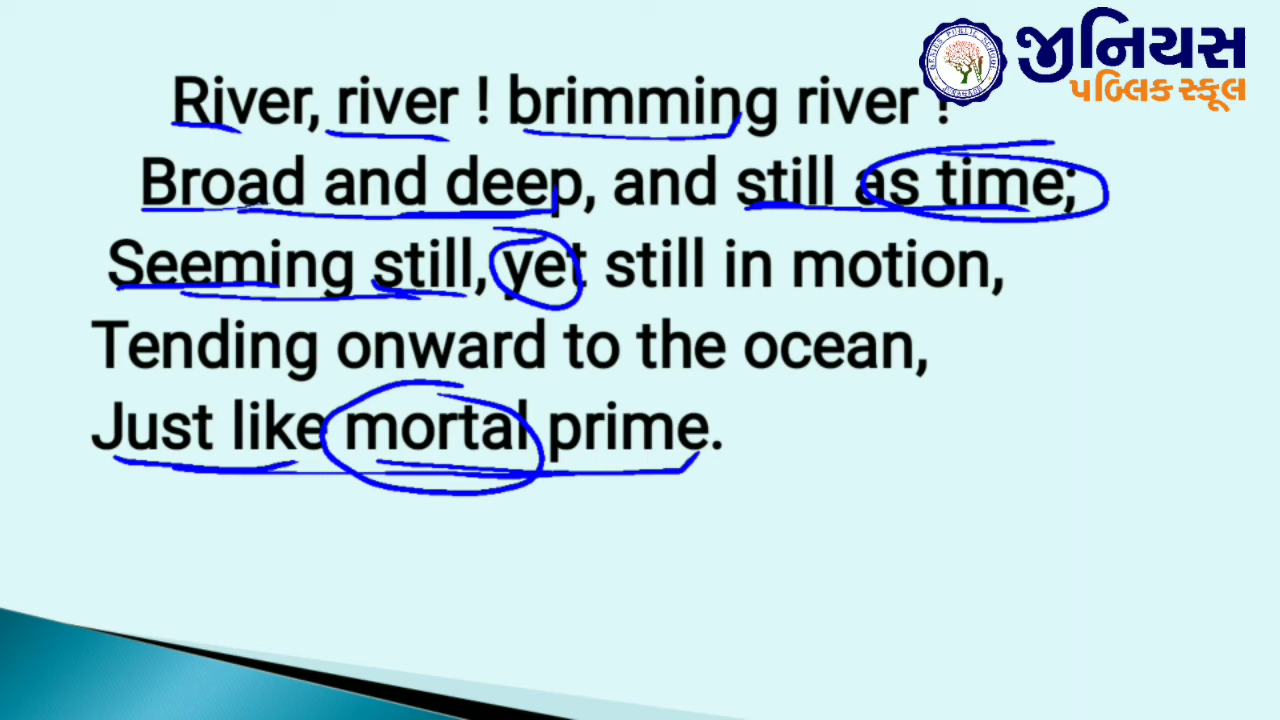 જીનિયસ
પબ્લિક સ્કૂલ
River, river ! brimming river !
Broad and deep, and still as time;
Seeming still, yet still in motion,
Tending onward to the ocean,
Just like mortal prime.